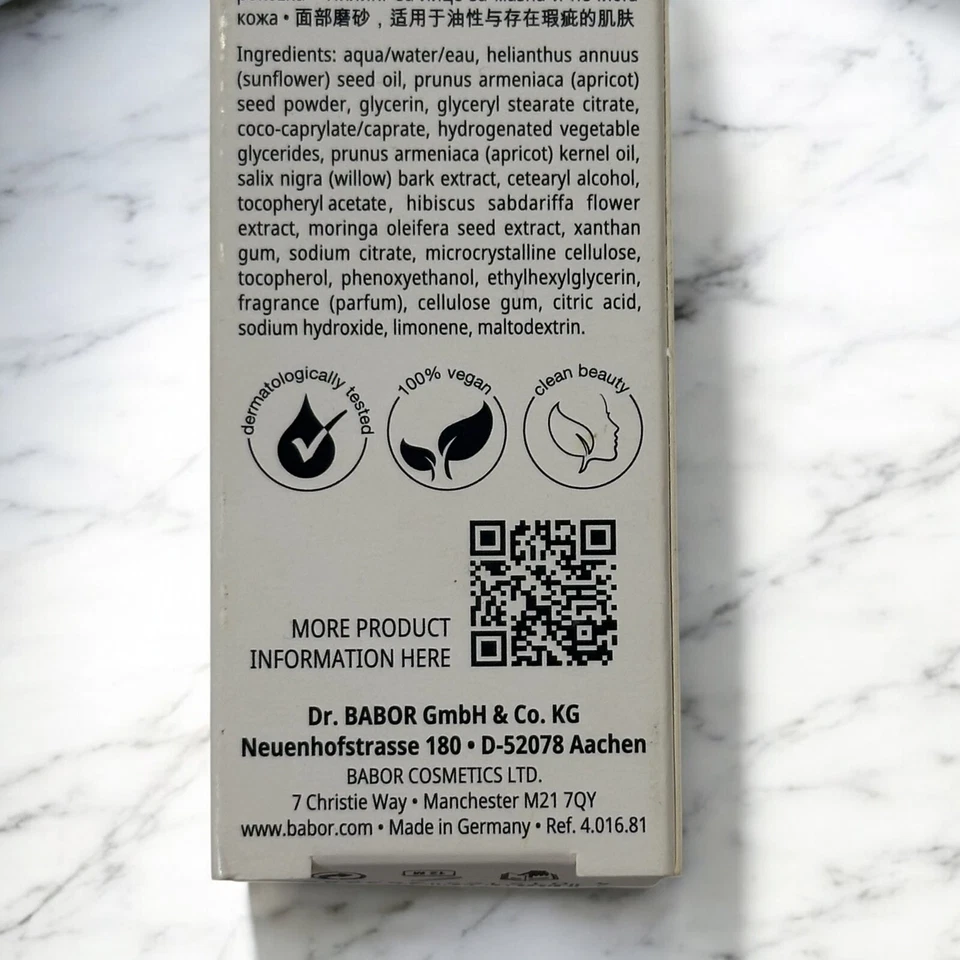 кожа • 面部磨砂，适用于油性与存在瑕疵的肌肤
Ingredients: aqua/water/eau, helianthus annuus
(sunflower) seed oil, prunus armeniaca (apricot)
seed powder, glycerin, glyceryl stearate citrate,
coco-caprylate/caprate, hydrogenated vegetable
glycerides, prunus armeniaca (apricot) kernel oil,
salix nigra (willow) bark extract, cetearyl alcohol,
tocopheryl acetate, hibiscus sabdariffa flower
extract, moringa oleifera seed extract, xanthan
gum, sodium citrate, microcrystalline cellulose,
tocopherol, phenoxyethanol, ethylhexylglycerin,
fragrance (parfum), cellulose gum, citric acid,
sodium hydroxide, limonene, maltodextrin.
dermatologically tested
100% vegan
clean beauty
MORE PRODUCT
INFORMATION HERE
Dr. BABOR GmbH & Co. KG
Neuenhofstrasse 180 • D-52078 Aachen
BABOR COSMETICS LTD.
7 Christie Way • Manchester M21 7QY
www.babor.com • Made in Germany • Ref. 4.016.81